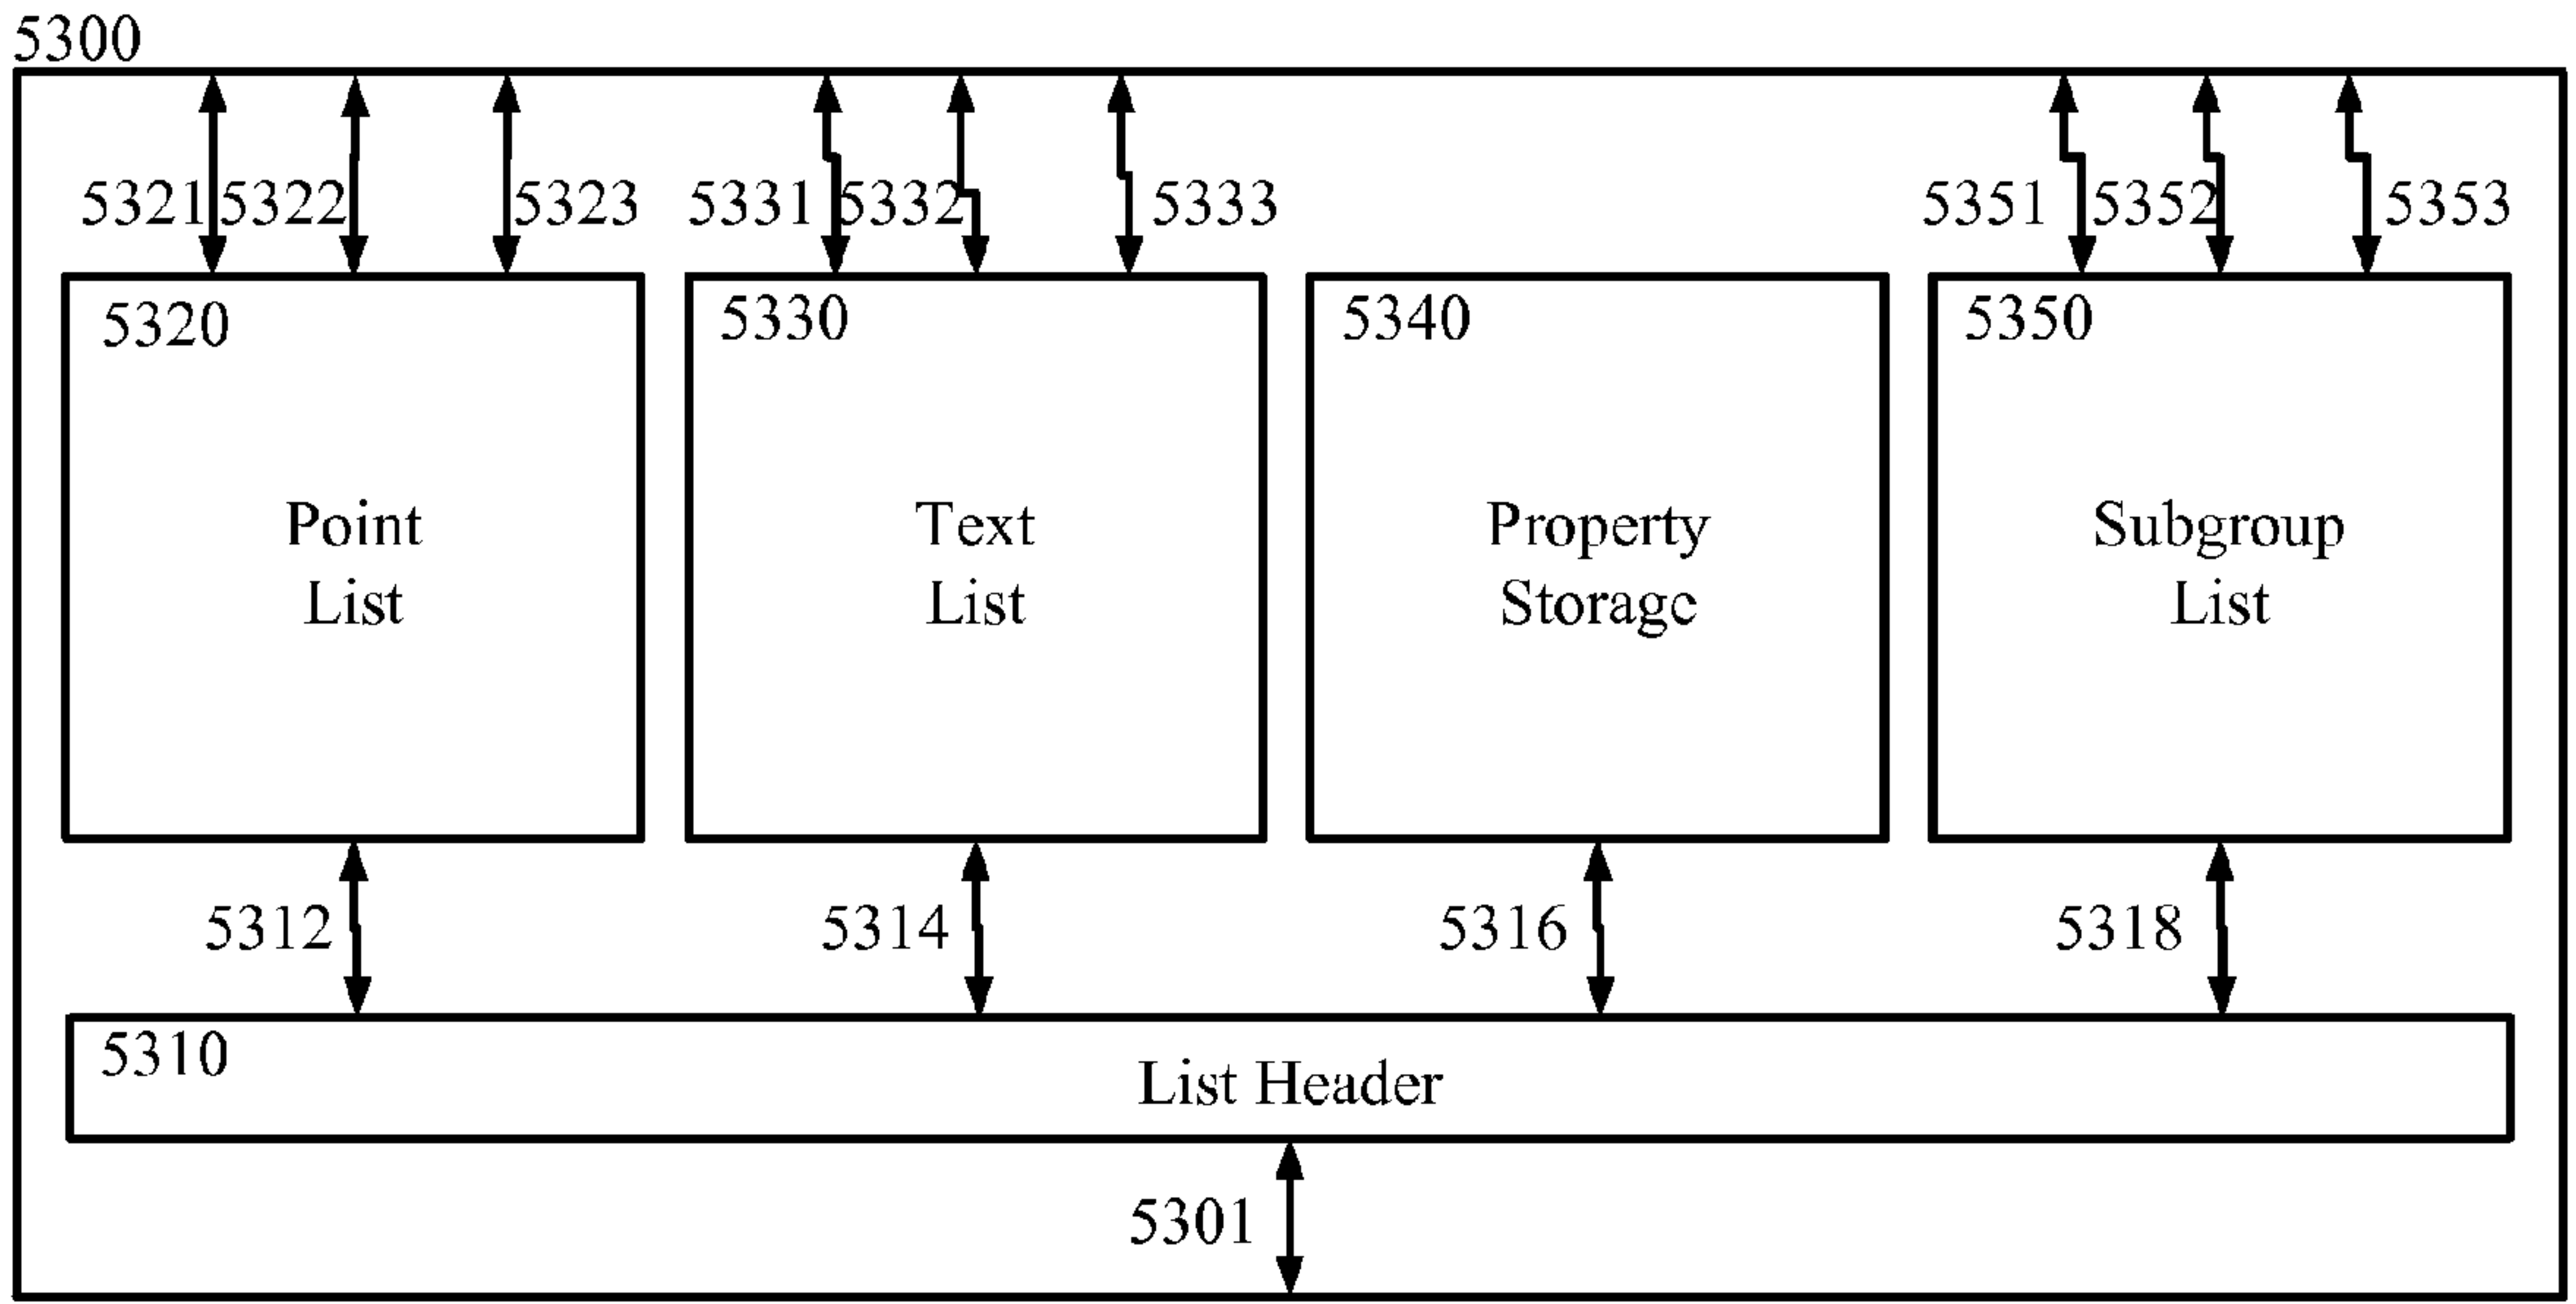 5300
5321 5322 5323 5331 5332 5333 5351 5352 5353
5320 5330 5340 5350
Point List
Text List
Property Storage
Subgroup List
5312 5314 5316 5318
5310
List Header
5301